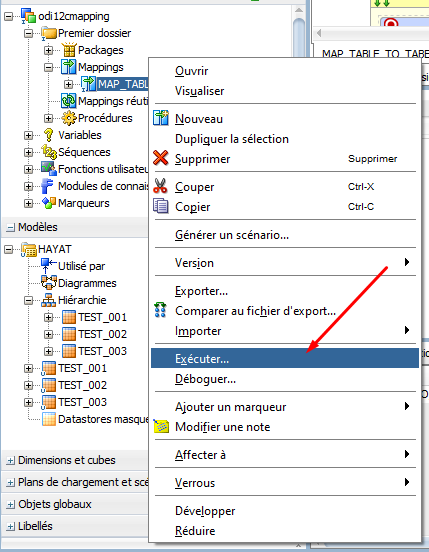 odi12cmapping
Premier dossier
Packages
Mappings
MAP_TABL
Mappings réuti
Procédures
Variables
Séquences
Fonctions utilisateu
Modules de connais
Marqueurs
Modèles
HAYAT
Utilisé par
Diagrammes
Hiérarchie
TEST_001
TEST_002
TEST_003
TEST_001
TEST_002
TEST_003
Datastores masque
Dimensions et cubes
Plans de chargement et scé
Objets globaux
Libellés
MAP_TABLE_TO_TABL
Ouvrir
Visualiser
Nouveau
Dupliquer la sélection
Supprimer Supprimer
Couper Ctrl-X
Copier Ctrl-C
Générer un scénario...
Version
Exporter...
Comparer au fichier d'export...
Importer
Exécuter...
Déboguer...
Ajouter un marqueur
Modifier une note
Affecter à
Verrous
Développer
Réduire